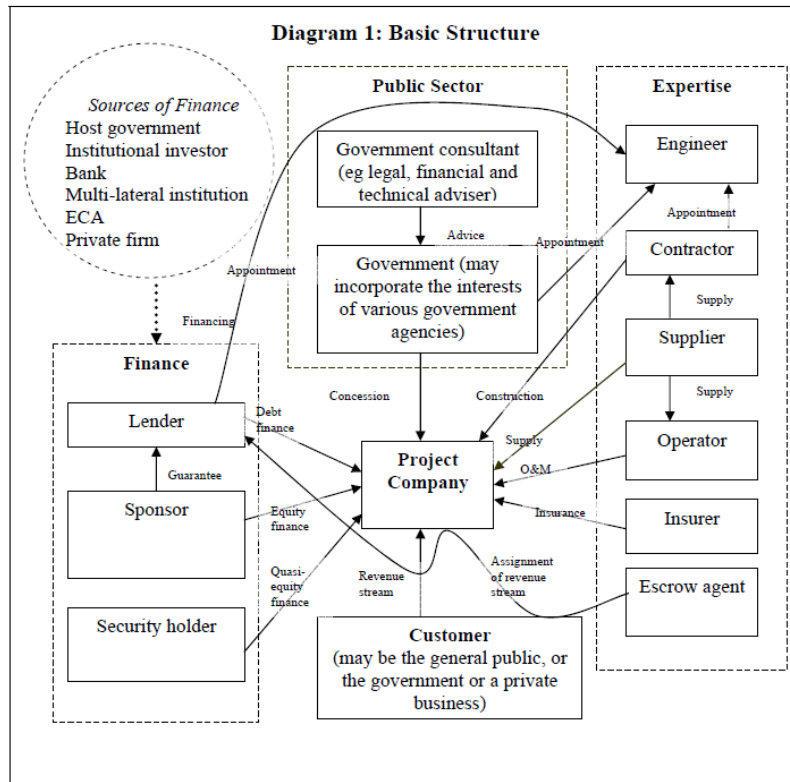 Diagram 1: Basic Structure
Sources of Finance
Host government
Institutional investor
Bank
Multi-lateral institution
ECA
Private firm
Public Sector
Government consultant
(eg legal, financial and
technical adviser)
Advice
Government (may
incorporate the interests
of various government
agencies)
Expertise
Engineer
Appointment
Contractor
Supply
Supplier
Supply
Operator
Insurer
Escrow agent
Appointment
Appointment
Financing
Finance
Lender
Guarantee
Sponsor
Security holder
Debt
finance
Equity
finance
Quasi-
equity
finance
Concession
Construction
Supply
O&M
Insurance
Project
Company
Revenue
stream
Assignment
of revenue
stream
Customer
(may be the general public, or
the government or a private
business)